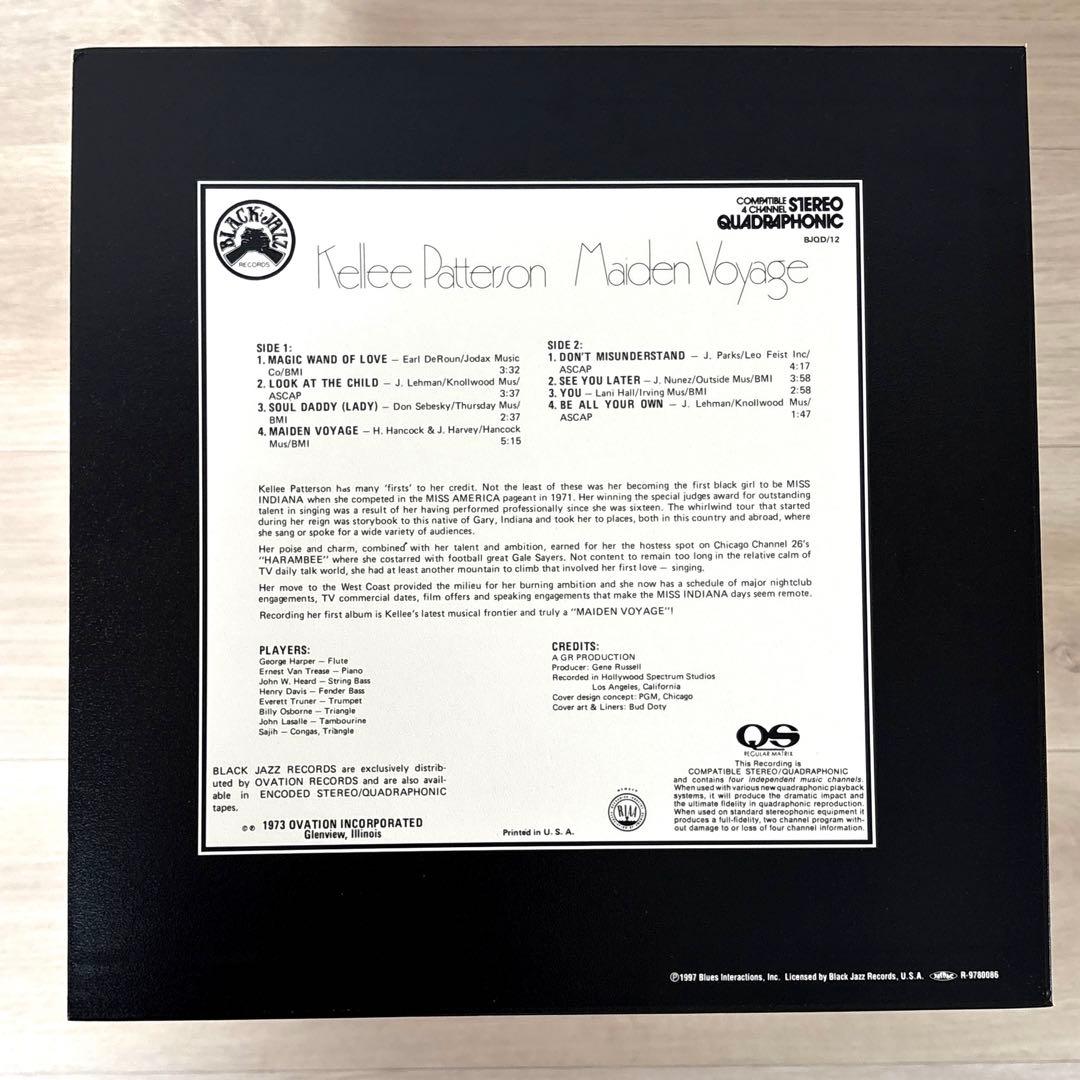 BLACK JAZZ
RECORDS
COMPATIBLE
4 CHANNEL STEREO
QUADRAPHONIC
BJQD/12
Kellee Patterson Maiden Voyage
SIDE 1:
1. MAGIC WAND OF LOVE – Earl DeRoun/Jodax Music
Co/BMI 3:32
2. LOOK AT THE CHILD – J. Lehman/Knollwood Mus/
ASCAP 3:37
3. SOUL DADDY (LADY) – Don Sebesky/Thursday Mus/
BMI 2:37
4. MAIDEN VOYAGE – H. Hancock & J. Harvey/Hancock
Mus/BMI 5:15
SIDE 2:
1. DON'T MISUNDERSTAND – J. Parks/Leo Feist Inc/
ASCAP 4:17
2. SEE YOU LATER – J. Nunez/Outside Mus/BMI 3:58
3. YOU – Lani Hall/Irving Mus/BMI 2:58
4. BE ALL YOUR OWN – J. Lehman/Knollwood Mus/
ASCAP 1:47
Kellee Patterson has many 'firsts' to her credit. Not the least of these was her becoming the first black girl to be MISS
INDIANA when she competed in the MISS AMERICA pageant in 1971. Her winning the special judges award for outstanding
talent in singing was a result of her having performed professionally since she was sixteen. The whirlwind tour that started
during her reign was storybook to this native of Gary, Indiana and took her to places, both in this country and abroad, where
she sang or spoke for a wide variety of audiences.
Her poise and charm, combined with her talent and ambition, earned for her the hostess spot on Chicago Channel 26's
"HARAMBEE" where she costarred with football great Gale Sayers. Not content to remain too long in the relative calm of
TV daily talk world, she had at least another mountain to climb that involved her first love – singing.
Her move to the West Coast provided the milieu for her burning ambition and she now has a schedule of major nightclub
engagements, TV commercial dates, film offers and speaking engagements that make the MISS INDIANA days seem remote.
Recording her first album is Kellee's latest musical frontier and truly a "MAIDEN VOYAGE"!
PLAYERS:
George Harper – Flute
Ernest Van Trease – Piano
John W. Heard – String Bass
Henry Davis – Fender Bass
Everett Truner – Trumpet
Billy Osborne – Triangle
John Lasalle – Tambourine
Sajih – Congas, Triangle
CREDITS:
A GR PRODUCTION
Producer: Gene Russell
Recorded in Hollywood Spectrum Studios
Los Angeles, California
Cover design concept: PGM, Chicago
Cover art & Liners: Bud Doty
QS
REGULAR MATRIX
This Recording is
COMPATIBLE STEREO/QUADRAPHONIC
and contains four independent music channels.
When used with various new quadraphonic playback
systems, it will produce the dramatic impact and
the ultimate fidelity in quadraphonic reproduction.
When used on standard stereophonic equipment it
produces a full-fidelity, two channel program with-
out damage to or loss of four channel information.
BLACK JAZZ RECORDS are exclusively distrib-
uted by OVATION RECORDS and are also avail-
able in ENCODED STEREO/QUADRAPHONIC
tapes.
©℗ 1973 OVATION INCORPORATED
Glenview, Illinois
Printed in U. S. A.
MEMBER
RIAA
℗1997 Blues Interactions, Inc. Licensed by Black Jazz Records, U.S.A. R-9780086